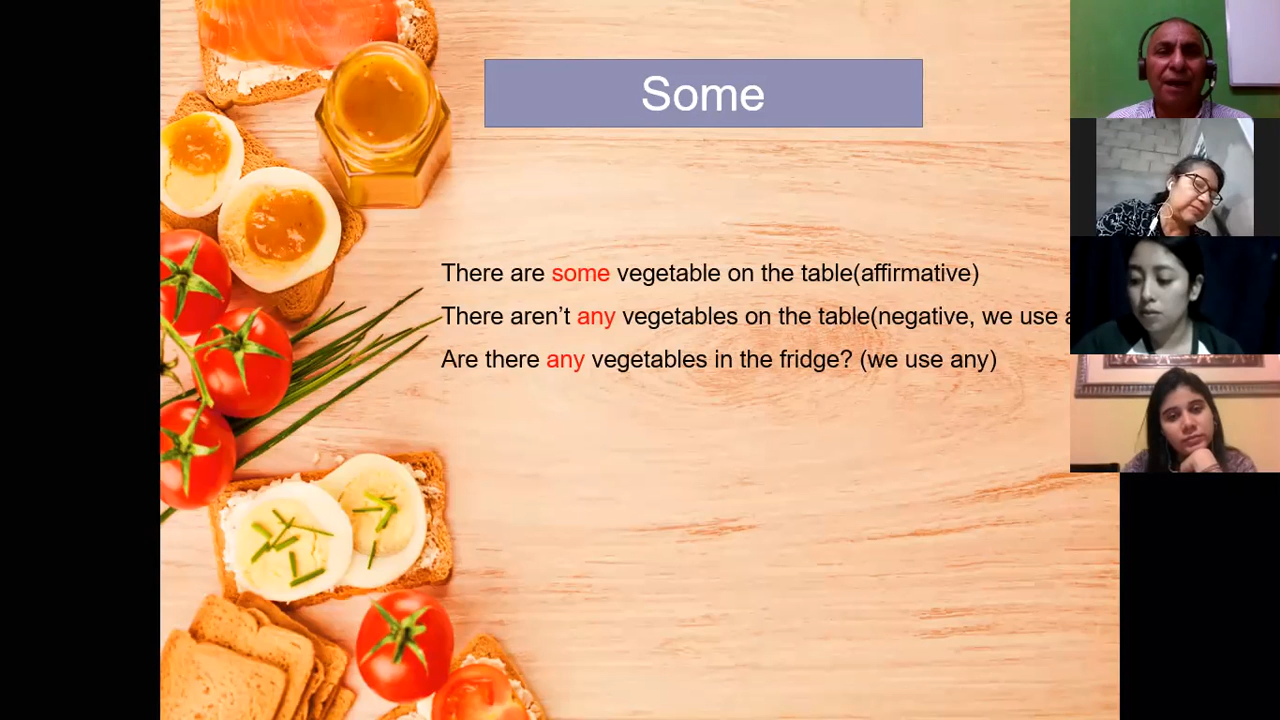 Some
There are some vegetable on the table(affirmative)
There aren’t any vegetables on the table(negative, we use
Are there any vegetables in the fridge? (we use any)